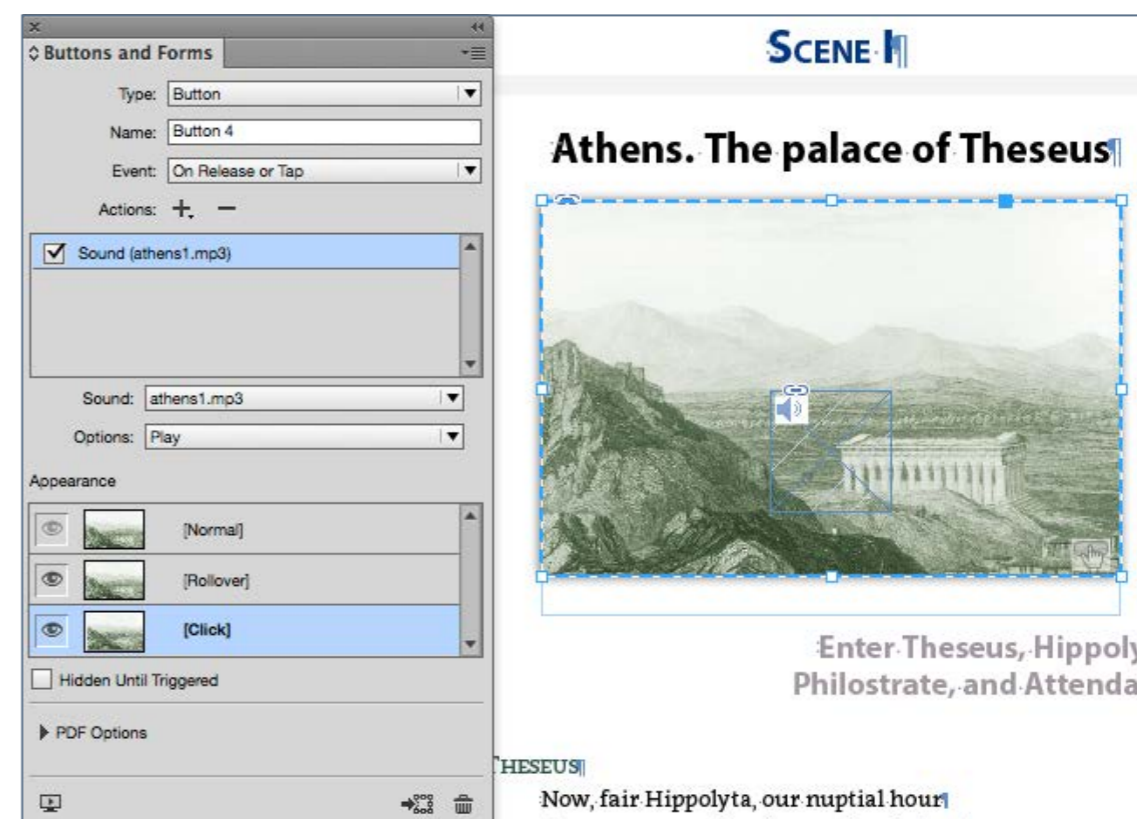 Buttons and Forms
Type: Button
Name: Button 4
Event: On Release or Tap
Actions:
Sound (athens1.mp3)
Sound: athens1.mp3
Options: Play
Appearance
[Normal]
[Rollover]
[Click]
Hidden Until Triggered
PDF Options
SCENE I¶
Athens. The palace of Theseus¶
Enter Theseus, Hippoly
Philostrate, and Attenda
THESEUS¶
Now, fair Hippolyta, our nuptial hour¶